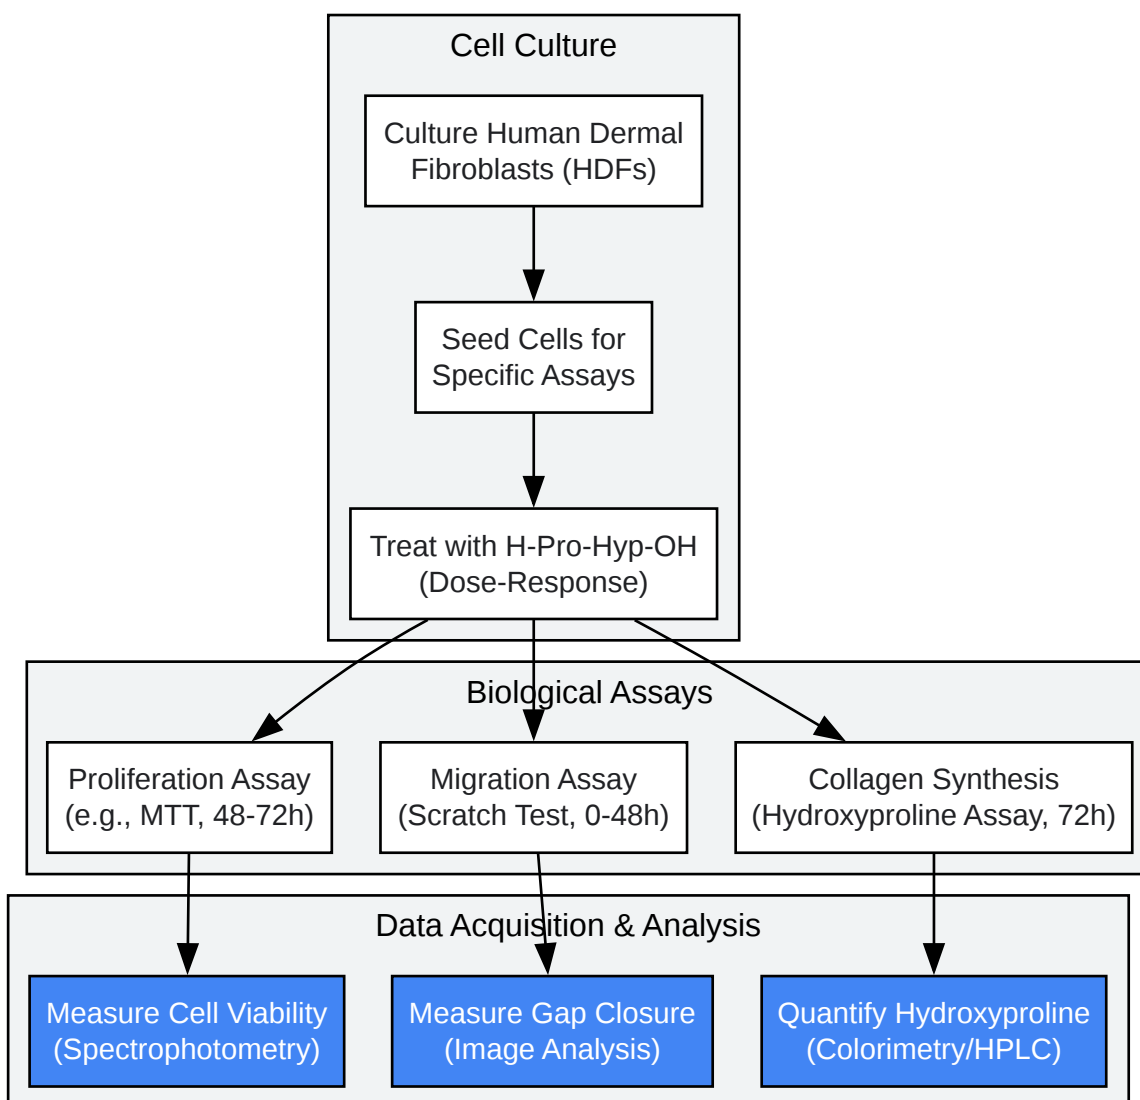 Cell Culture
Culture Human Dermal
Fibroblasts (HDFs)
Seed Cells for
Specific Assays
Treat with H-Pro-Hyp-OH
(Dose-Response)
Biological Assays
Proliferation Assay
(e.g., MTT, 48-72h)
Migration Assay
(Scratch Test, 0-48h)
Collagen Synthesis
(Hydroxyproline Assay, 72h)
Data Acquisition & Analysis
Measure Cell Viability
(Spectrophotometry)
Measure Gap Closure
(Image Analysis)
Quantify Hydroxyproline
(Colorimetry/HPLC)